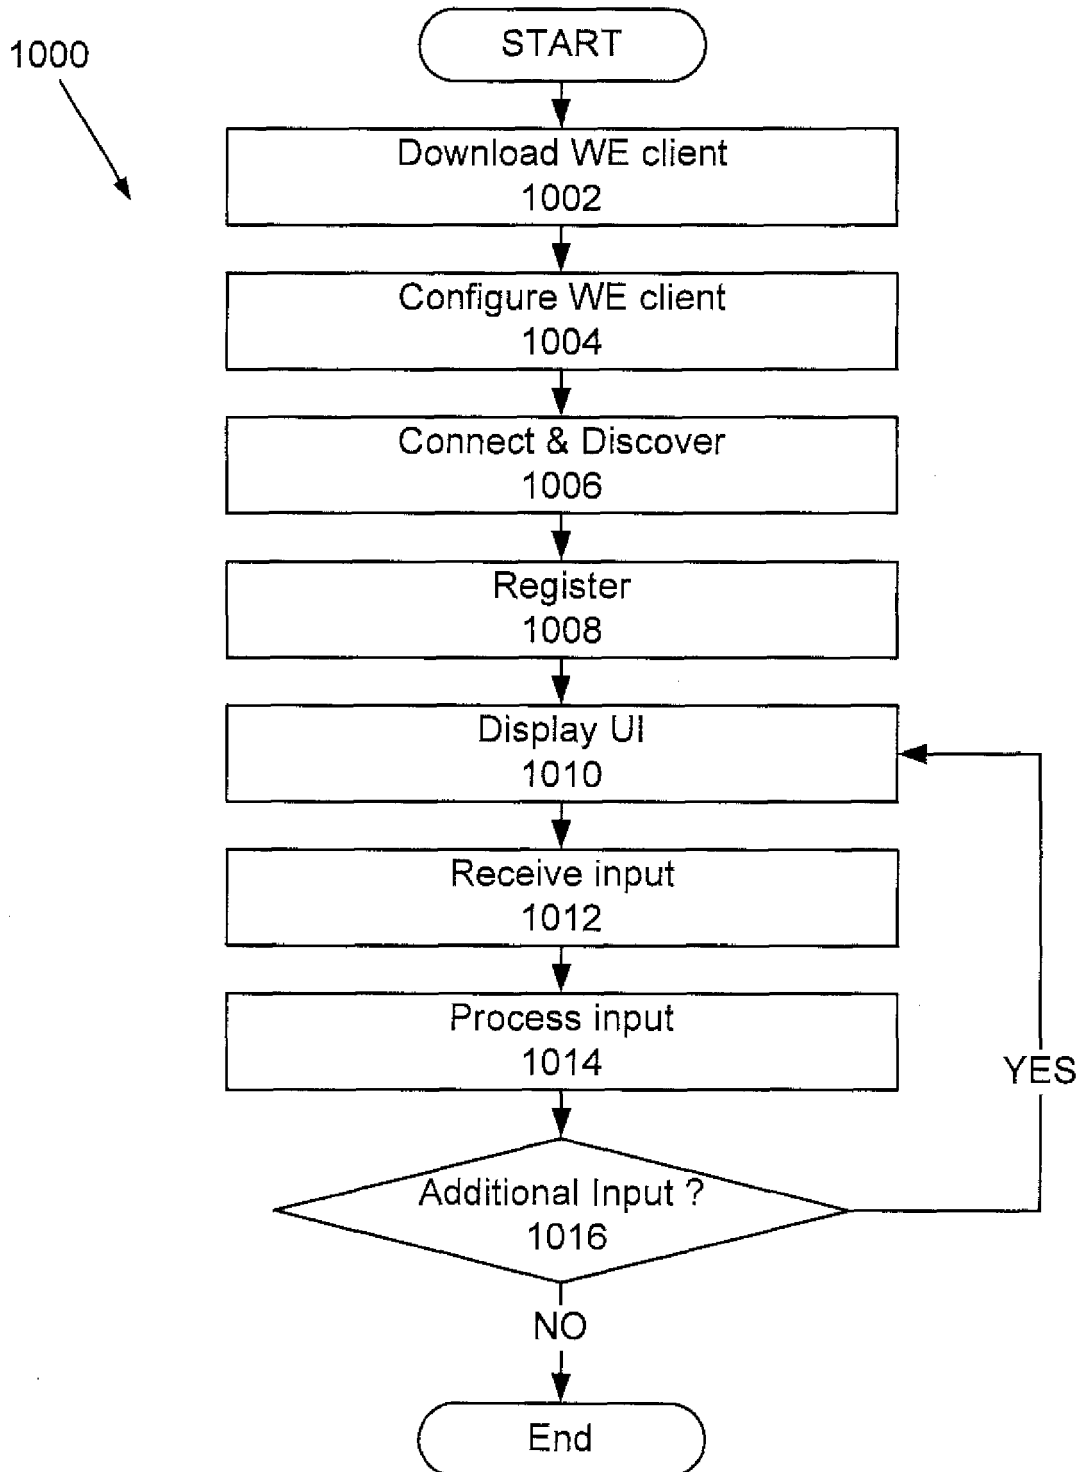 1000
START
Download WE client
1002
Configure WE client
1004
Connect & Discover
1006
Register
1008
Display UI
1010
Receive input
1012
Process input
1014
YES
Additional Input ?
1016
NO
End